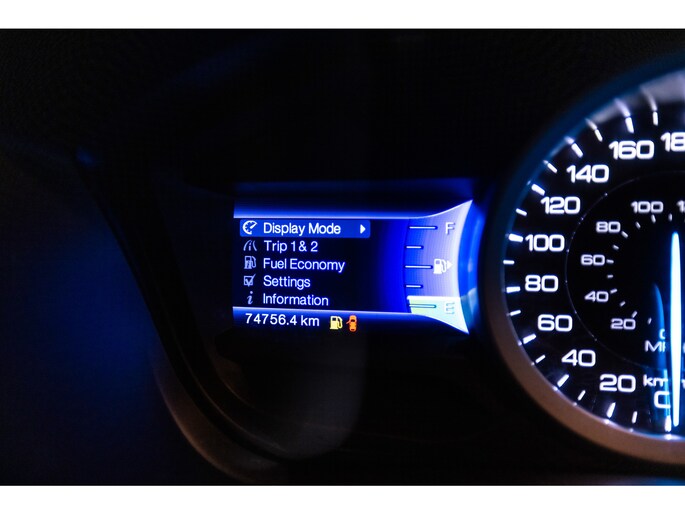 Display Mode
Trip 1 & 2
Fuel Economy
Settings
Information
74756.4 km
F
E
0
20
40
60
80
100
120
140
160
20
40
60
80
100
km